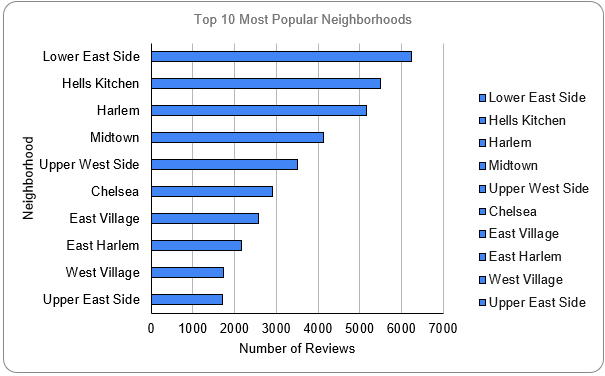 Top 10 Most Popular Neighborhoods
Neighborhood
Lower East Side
Hells Kitchen
Harlem
Midtown
Upper West Side
Chelsea
East Village
East Harlem
West Village
Upper East Side
0 1000 2000 3000 4000 5000 6000 7000
Number of Reviews
Lower East Side
Hells Kitchen
Harlem
Midtown
Upper West Side
Chelsea
East Village
East Harlem
West Village
Upper East Side